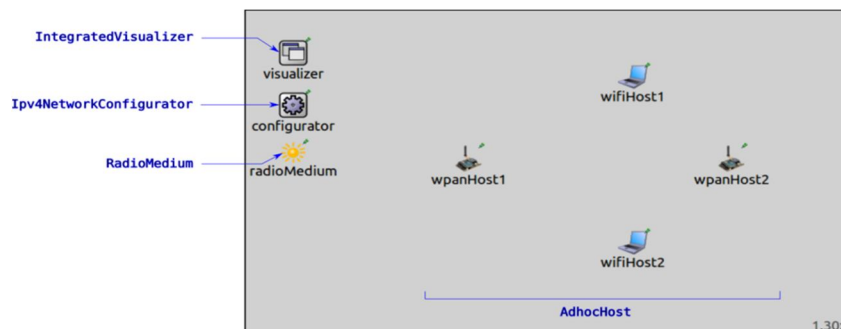 IntegratedVisualizer
visualizer
Ipv4NetworkConfigurator
configurator
RadioMedium
radioMedium
wifiHost1
wpanHost1
wpanHost2
wifiHost2
AdhocHost